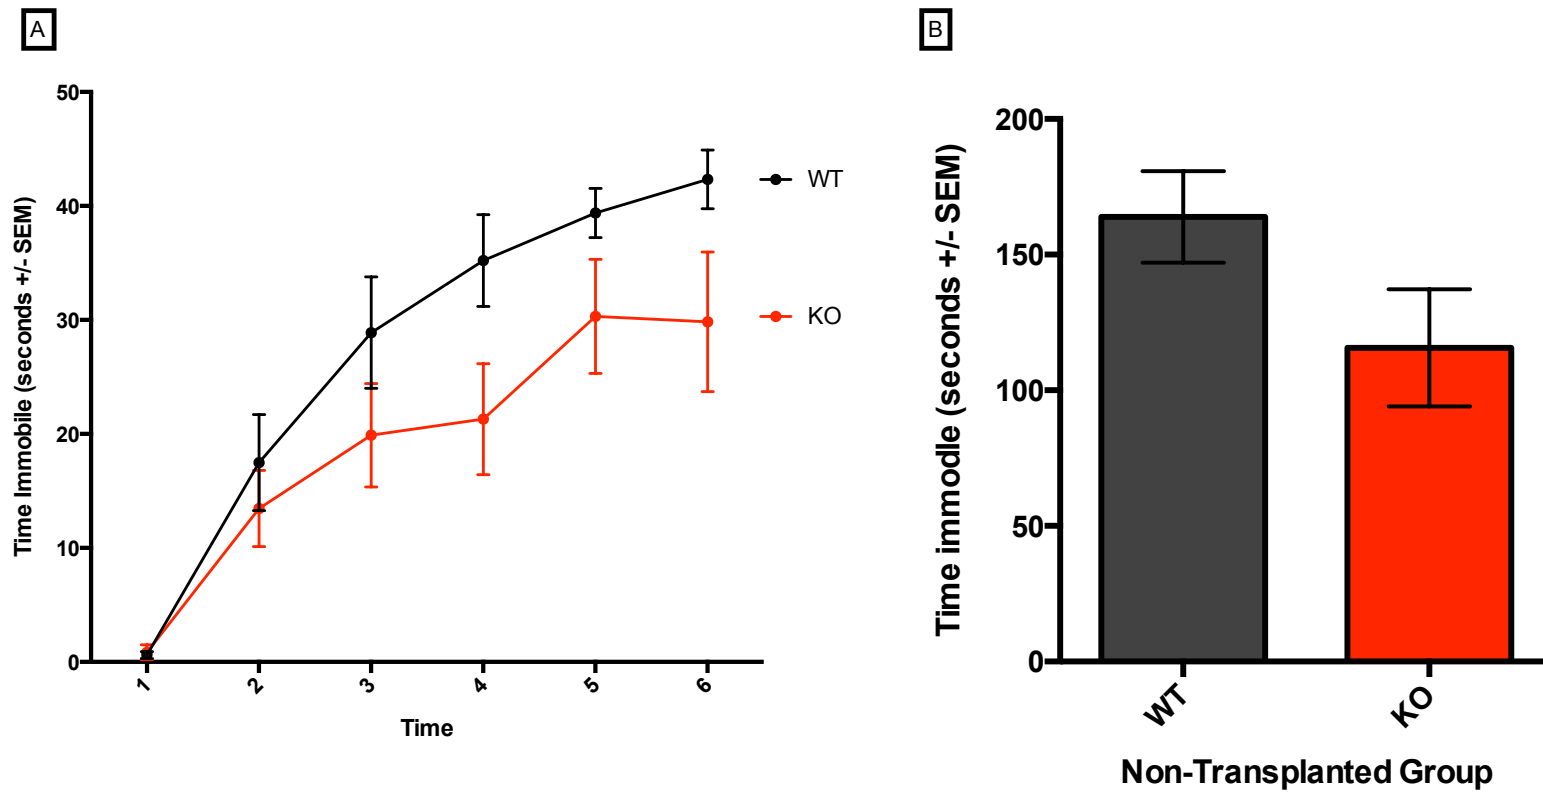 A
Time Immobile (seconds +/- SEM)
50
40
30
20
10
0
1 2 3 4 5 6
Time
WT
KO
B
Time immodle (seconds +/- SEM)
200
150
100
50
0
WT KO
Non-Transplanted Group